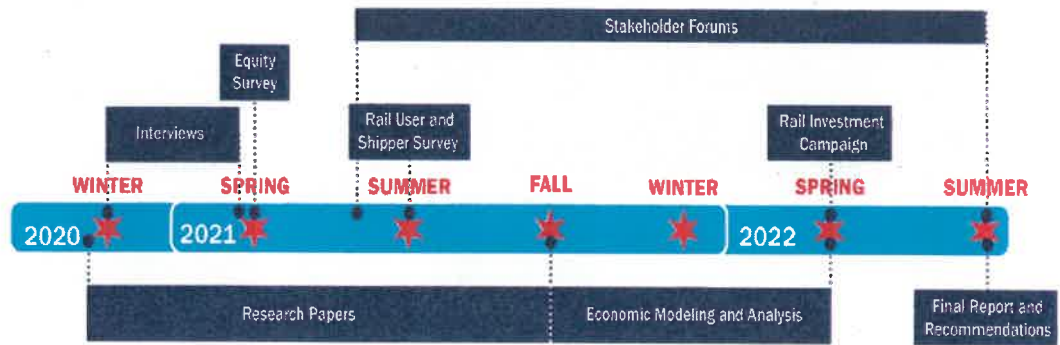 Stakeholder Forums
Equity
Survey
Interviews
Rail User and
Shipper Survey
Rail Investment
Campaign
WINTER
SPRING
SUMMER
FALL
WINTER
SPRING
SUMMER
2020
2021
2022
Research Papers
Economic Modeling and Analysis
Final Report and
Recommendations